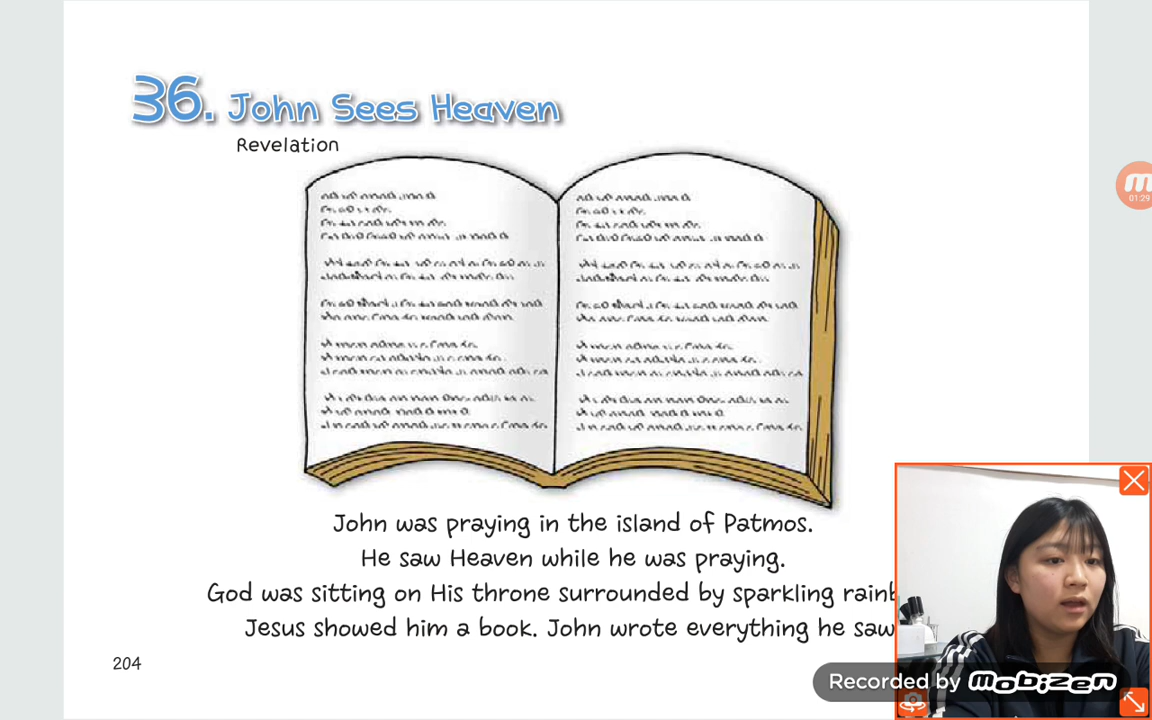 36. John Sees Heaven
Revelation
01:29
John was praying in the island of Patmos.
He saw Heaven while he was praying.
God was sitting on His throne surrounded by sparkling
Jesus showed him a book. John wrote everything he saw
204
Recorded by mobizen